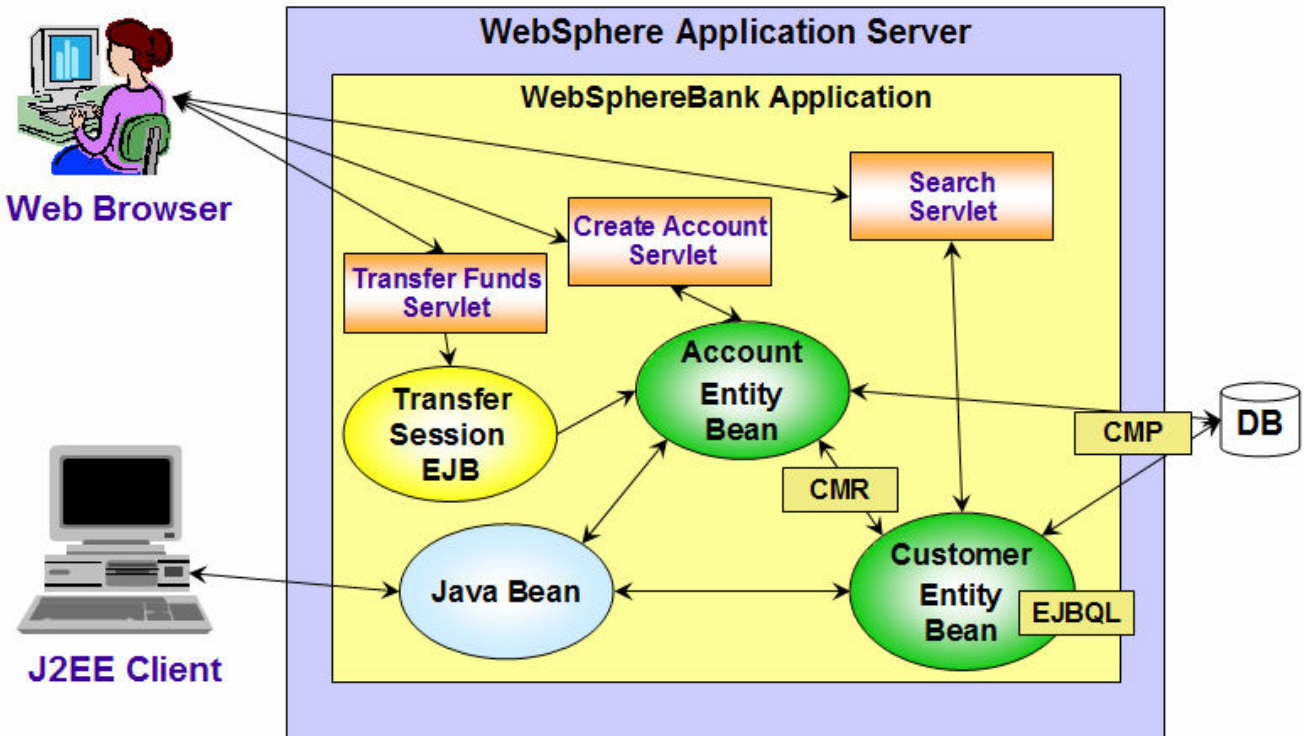 WebSphere Application Server
WebSphereBank Application
Web Browser
Search
Servlet
Create Account
Servlet
Transfer Funds
Servlet
Account
Entity
Bean
Transfer
Session
EJB
CMP
DB
CMR
Java Bean
Customer
Entity
Bean
EJBQL
J2EE Client